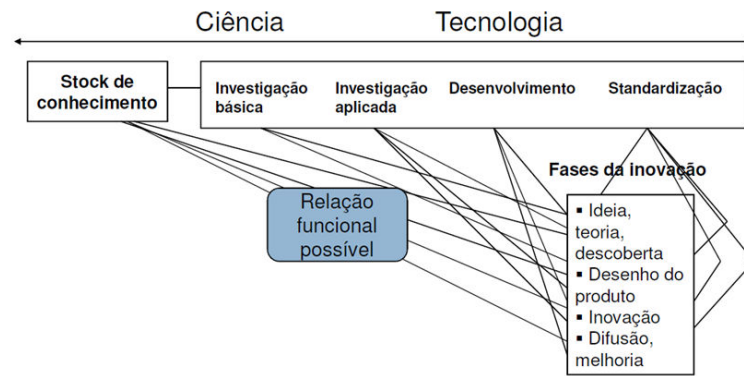 Ciência
Tecnologia
Stock de
conhecimento
Investigação
básica
Investigação
aplicada
Desenvolvimento
Standardização
Fases da inovação
Relação
funcional
possível
▪ Ideia,
teoria,
descoberta
▪ Desenho do
produto
▪ Inovação
▪ Difusão,
melhoria